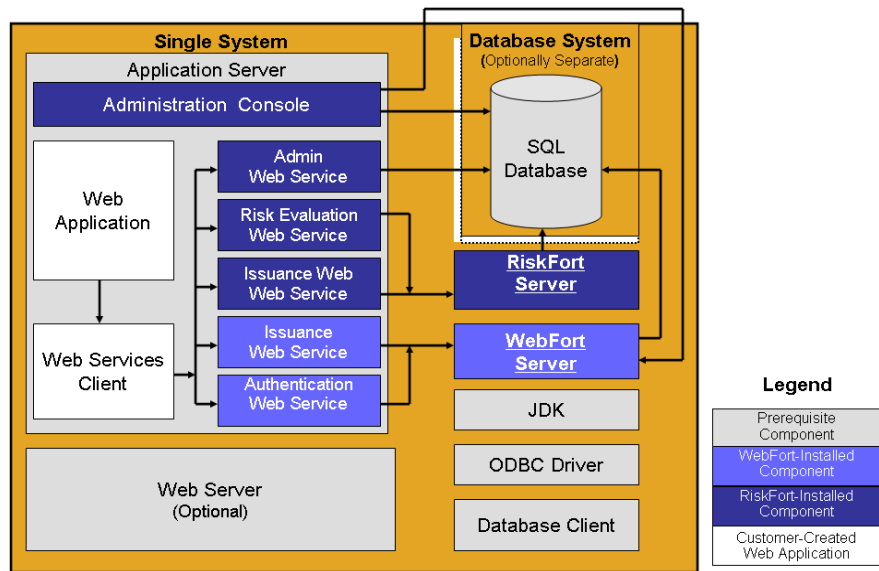 Single System
Application Server
Administration Console
Web
Application
Web Services
Client
Admin
Web Service
Risk Evaluation
Web Service
Issuance Web
Web Service
Issuance
Web Service
Authentication
Web Service
Web Server
(Optional)
Database System
(Optionally Separate)
SQL
Database
RiskFort
Server
WebFort
Server
JDK
ODBC Driver
Database Client
Legend
Prerequisite
Component
WebFort-Installed
Component
RiskFort-Installed
Component
Customer-Created
Web Application